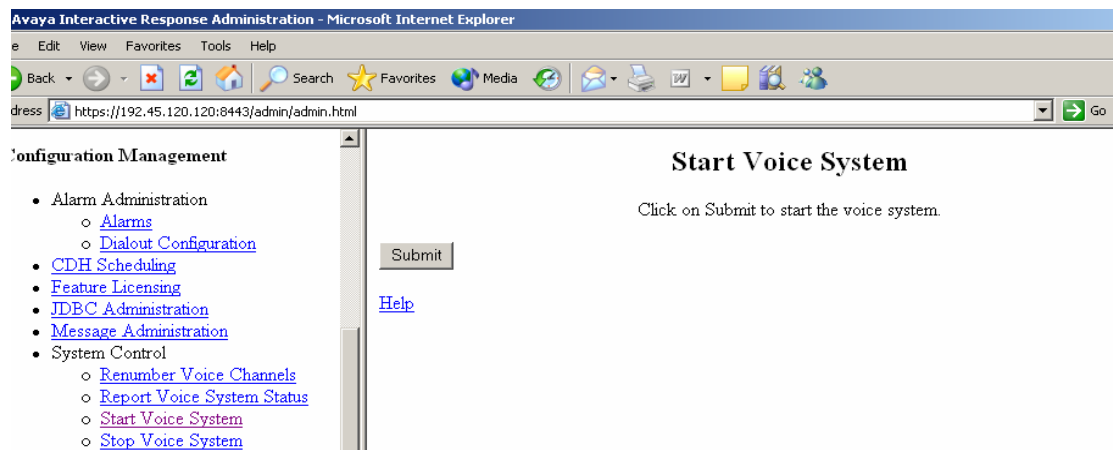 Avaya Interactive Response Administration - Microsoft Internet Explorer
e Edit View Favorites Tools Help
Back Search Favorites Media
dress https://192.45.120.120:8443/admin/admin.html Go
Configuration Management
Alarm Administration
Alarms
Dialout Configuration
CDH Scheduling
Feature Licensing
JDBC Administration
Message Administration
System Control
Renumber Voice Channels
Report Voice System Status
Start Voice System
Stop Voice System
Start Voice System
Click on Submit to start the voice system.
Submit
Help